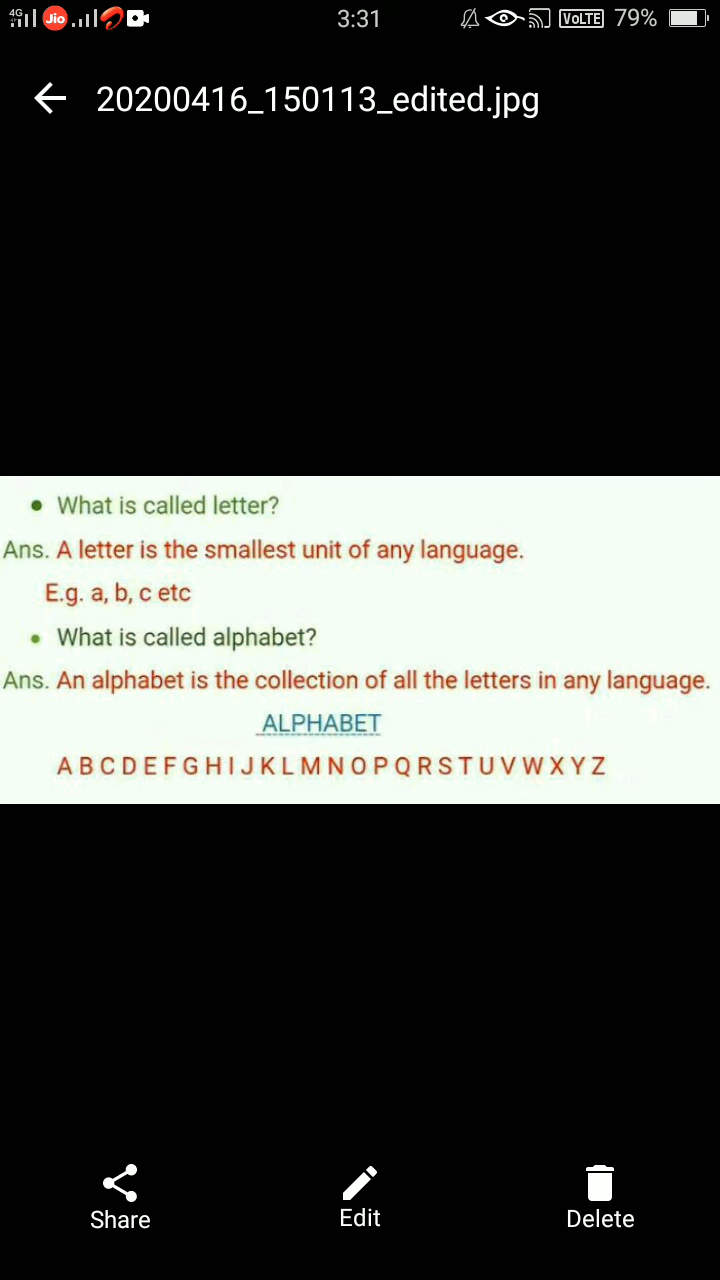 4G Jio 3:31 VoLTE 79%
20200416_150113_edited.jpg
• What is called letter?
Ans. A letter is the smallest unit of any language.
E.g. a, b, c etc
• What is called alphabet?
Ans. An alphabet is the collection of all the letters in any language.
ALPHABET
A B C D E F G H I J K L M N O P Q R S T U V W X Y Z
Share Edit Delete